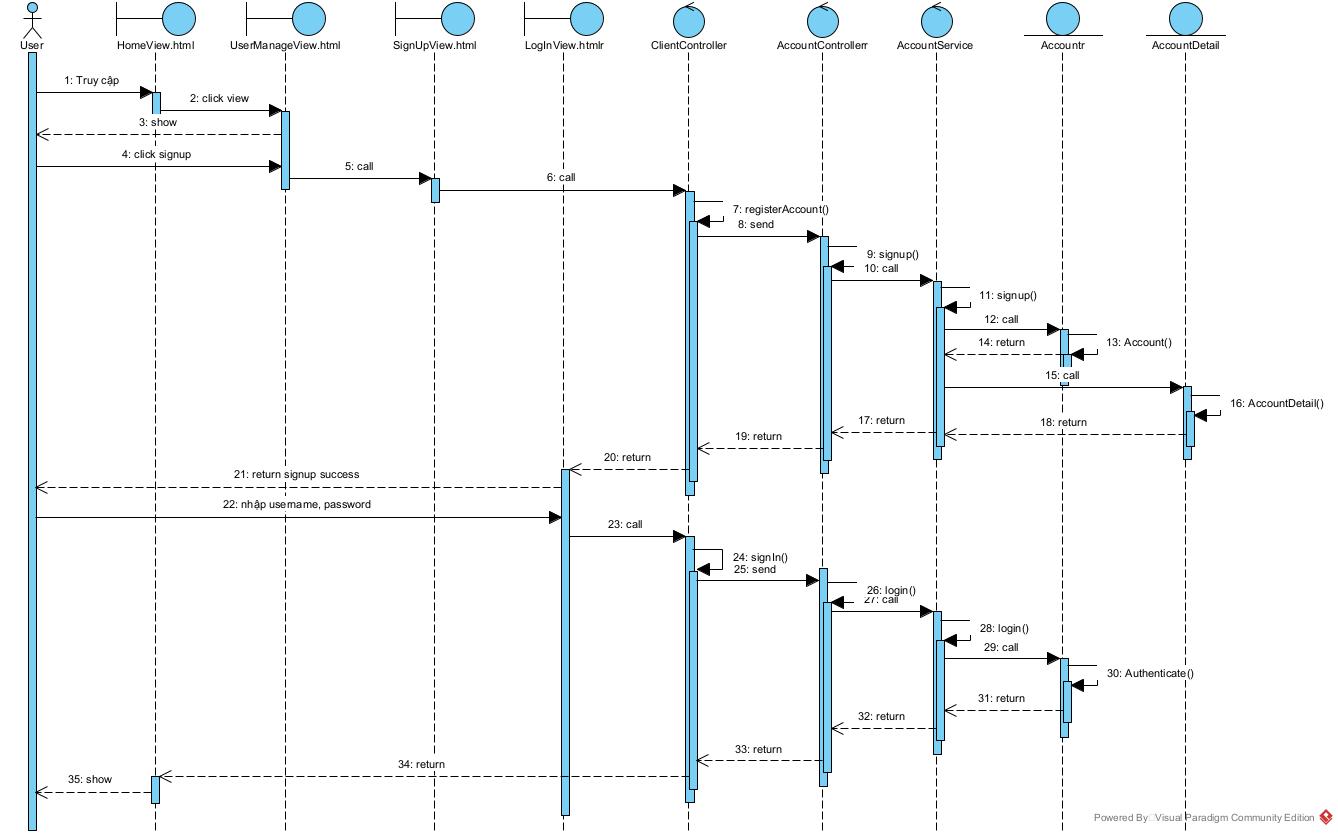 User
HomeView.html
UserManageView.html
SignUpView.html
LogInView.htmlr
ClientController
AccountControllerr
AccountService
Accountr
AccountDetail
1: Truy cập
2: click view
3: show
4: click signup
5: call
6: call
7: registerAccount()
8: send
9: signup()
10: call
11: signup()
12: call
13: Account()
14: return
15: call
16: AccountDetail()
17: return
18: return
19: return
20: return
21: return signup success
22: nhập username, password
23: call
24: signIn()
25: send
26: login()
27: call
28: login()
29: call
30: Authenticate()
31: return
32: return
33: return
34: return
35: show
Powered By Visual Paradigm Community Edition